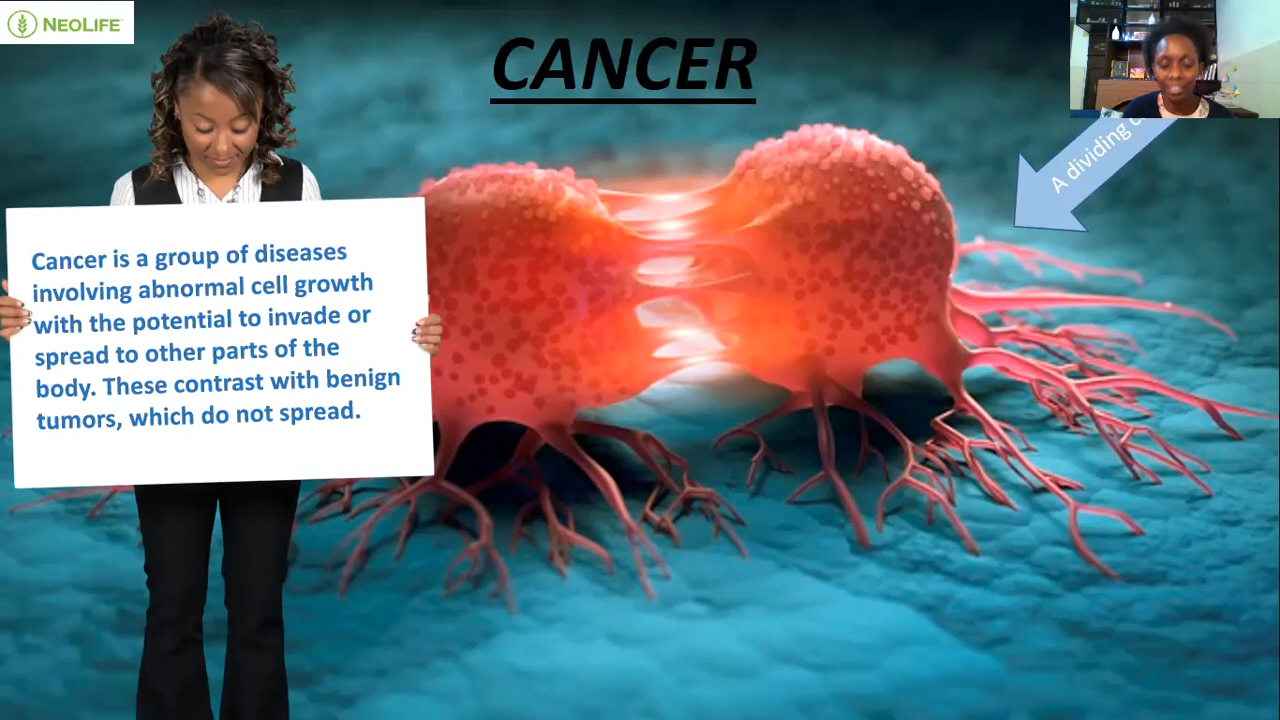 NEOLIFE
CANCER
A dividing
Cancer is a group of diseases
involving abnormal cell growth
with the potential to invade or
spread to other parts of the
body. These contrast with benign
tumors, which do not spread.